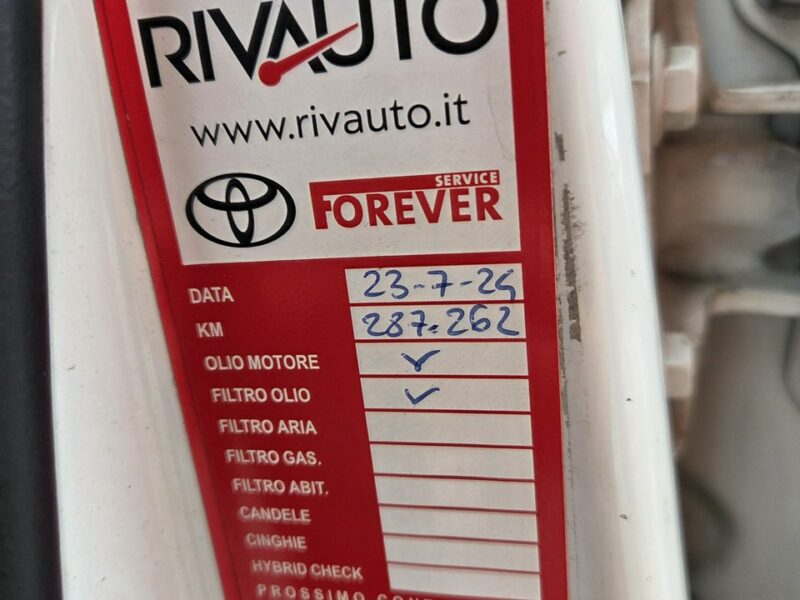 RIVAUTO
www.rivauto.it
SERVICE
FOREVER
DATA 23-7-24
KM 287.262
OLIO MOTORE ✓
FILTRO OLIO ✓
FILTRO ARIA
FILTRO GAS.
FILTRO ABIT.
CANDELE
CINGHIE
HYBRID CHECK
PROSSIMO